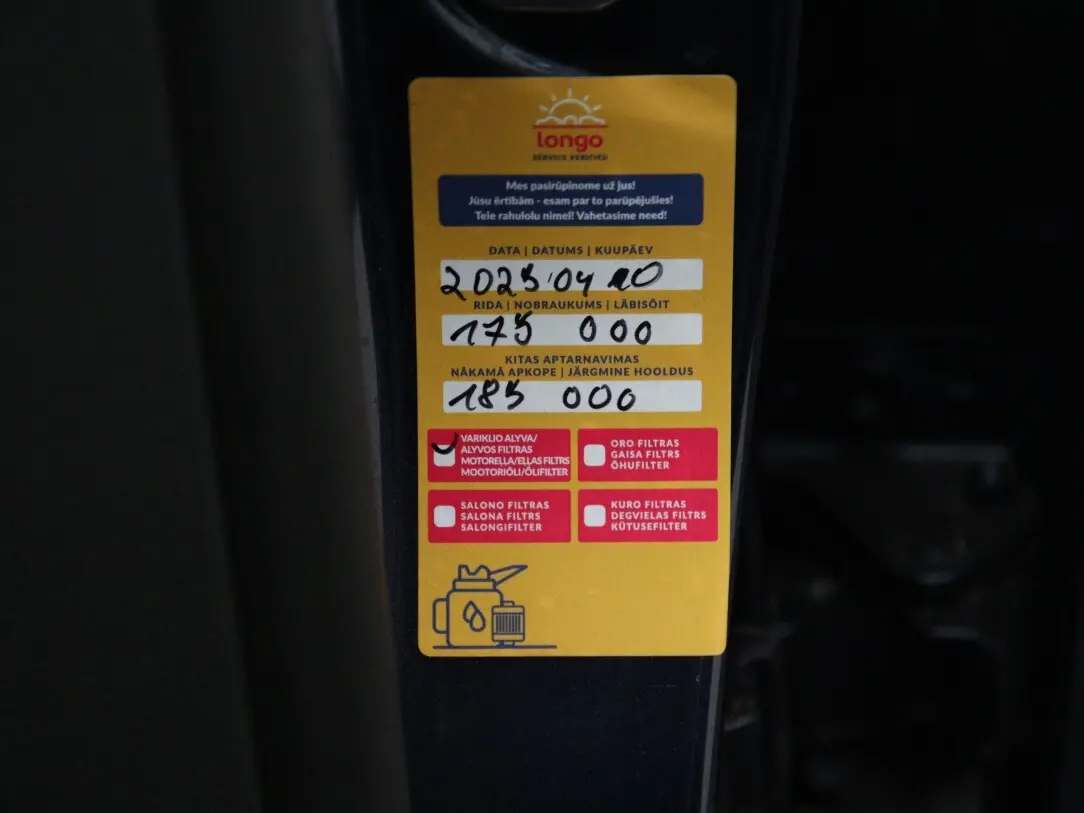 longo
SERVICE VERIFIED
Mes pasirūpinome už jus!
Jūsu ērtībām - esam par to parūpējušies!
Teie rahulolu nimel! Vahetasime need!
DATA | DATUMS | KUUPÄEV
2025.04
RIDA | NOBRAUKUMS | LÄBISÕIT
175 000
KITAS APTARNAVIMAS
NĀKAMĀ APKOPE | JÄRGMINE HOOLDUS
185 000
VARIKLIO ALYVA/
ALYVOS FILTRAS
MOTOREĻĻA/EĻĻAS FILTRS
MOOTORIÕLI/ÕLIFILTER
ORO FILTRAS
GAISA FILTRS
ÕHUFILTER
SALONO FILTRAS
SALONA FILTRS
SALONGIFILTER
KURO FILTRAS
DEGVIELAS FILTRS
KÜTUSEFILTER